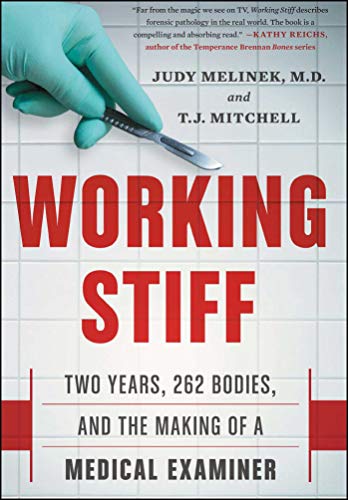 "Far from the magic we see on TV, Working Stiff describes
forensic pathology in the real world. The book is a
compelling and absorbing read." —KATHY REICHS,
author of the Temperance Brennan Bones series
JUDY MELINEK, M.D.
and
T.J. MITCHELL
WORKING
STIFF
TWO YEARS, 262 BODIES,
AND THE MAKING OF A
MEDICAL EXAMINER